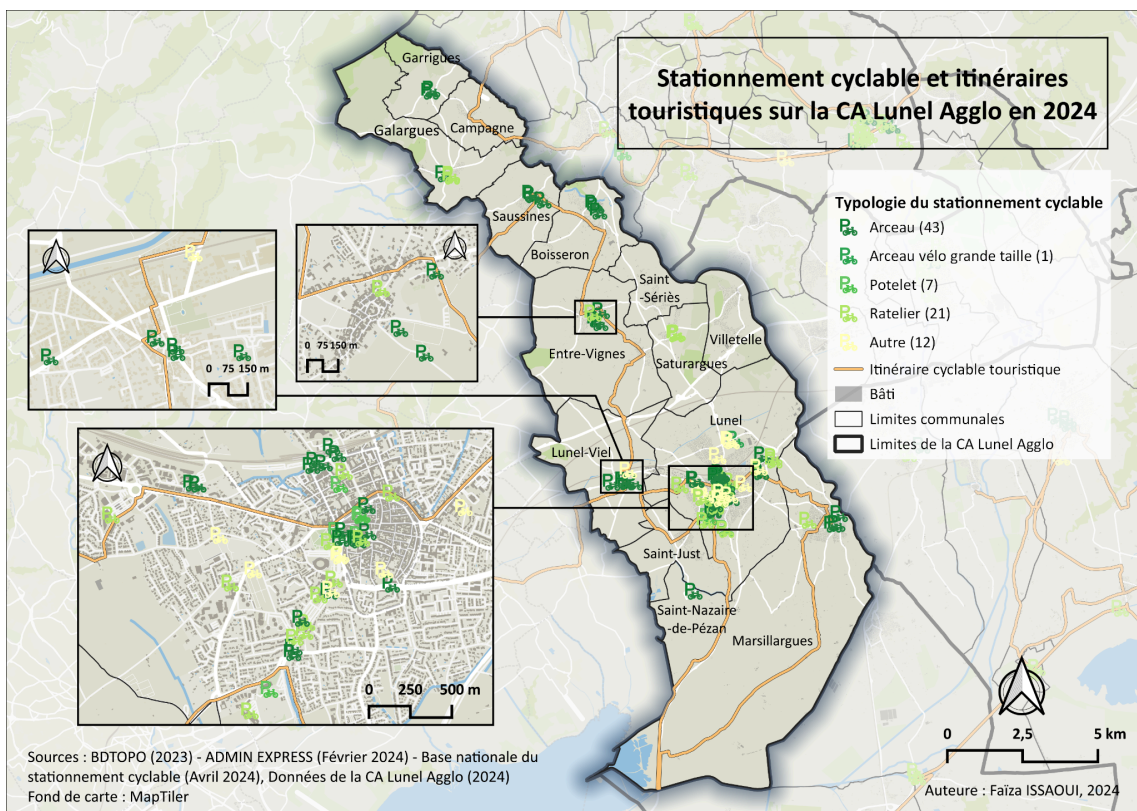 Stationnement cyclable et itinéraires
touristiques sur la CA Lunel Agglo en 2024
Garrigues
Galargues
Campagne
Saussines
Boisseron
Saint
-Sériès
Entre-Vignes
Villetelle
Saturargues
Lunel
Lunel-Viel
Saint-Just
Saint-Nazaire
-de-Pézan
Marsillargues
Typologie du stationnement cyclable
Arceau (43)
Arceau vélo grande taille (1)
Potelet (7)
Ratelier (21)
Autre (12)
Itinéraire cyclable touristique
Bâti
Limites communales
Limites de la CA Lunel Agglo
0 75 150 m
0 75 150 m
0 250 500 m
0 2,5 5 km
Sources : BDTOPO (2023) - ADMIN EXPRESS (Février 2024) - Base nationale du
stationnement cyclable (Avril 2024), Données de la CA Lunel Agglo (2024)
Fond de carte : MapTiler
Auteure : Faïza ISSAOUI, 2024